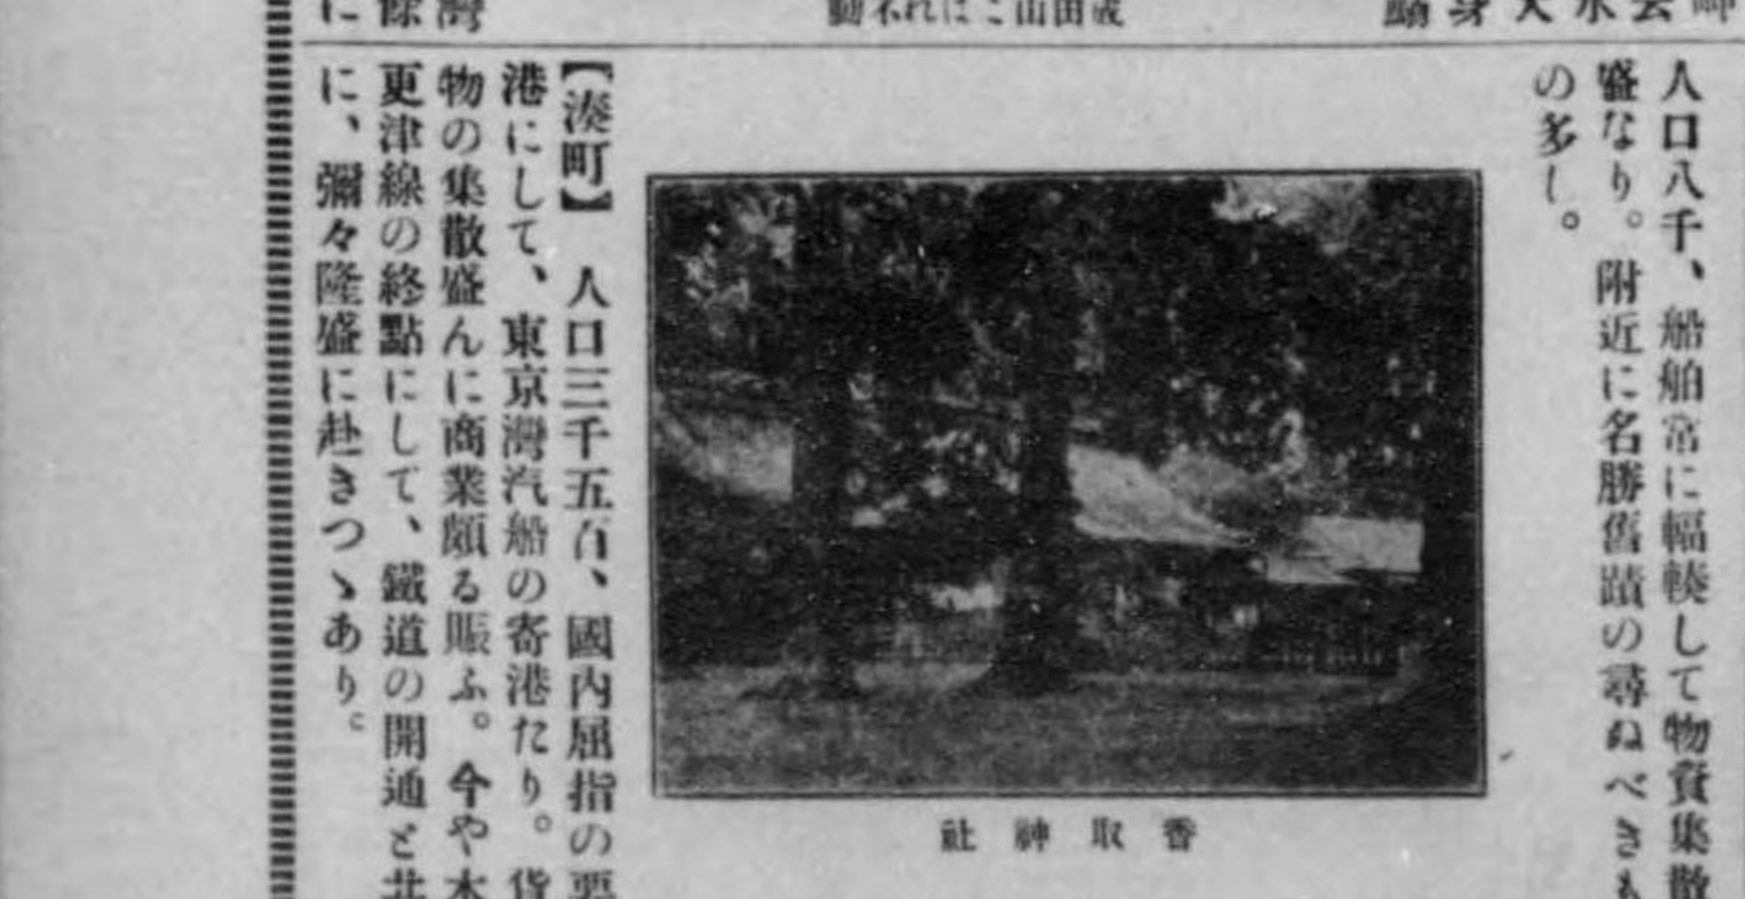 人口八千、船舶常に輻輳して物資集散
盛なり。附近に名勝舊蹟の尋ぬべきも
の多し。
香取神社
【湊町】 人口三千五百、國内屈指の要
港にして、東京灣汽船の寄港たり。貨
物の集散盛んに商業頗る賑ふ。今や木
更津線の終點にして、鐵道の開通と共
に、彌々隆盛に赴きつゝあり。